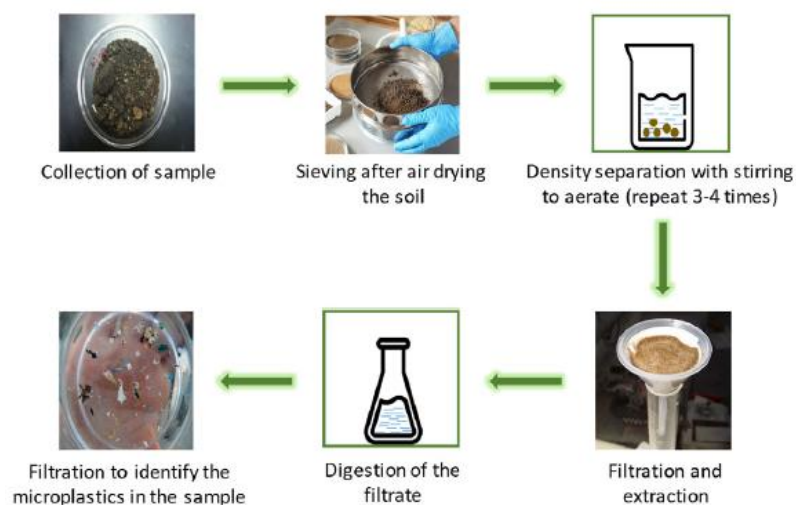 Collection of sample
Sieving after air drying
the soil
Density separation with stirring
to aerate (repeat 3-4 times)
Filtration and
extraction
Digestion of the
filtrate
Filtration to identify the
microplastics in the sample